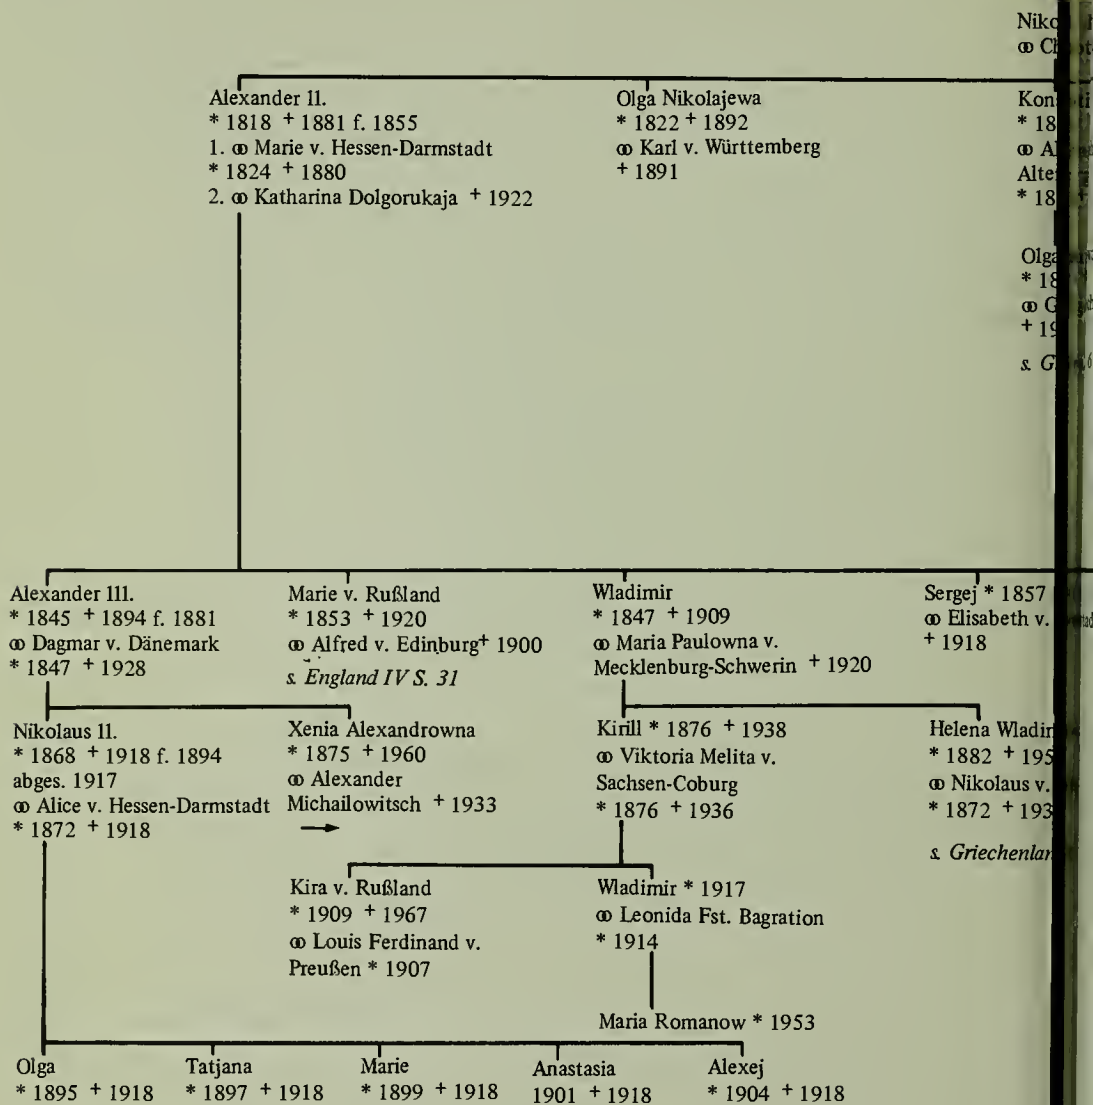 Alexander II.
* 1818 + 1881 f. 1855
1. ⚭ Marie v. Hessen-Darmstadt
* 1824 + 1880
2. ⚭ Katharina Dolgorukaja + 1922
Olga Nikolajewa
* 1822 + 1892
⚭ Karl v. Württemberg
+ 1891
Alexander III.
* 1845 + 1894 f. 1881
⚭ Dagmar v. Dänemark
* 1847 + 1928
Marie v. Rußland
* 1853 + 1920
⚭ Alfred v. Edinburg + 1900
s. England IV S. 31
Wladimir
* 1847 + 1909
⚭ Maria Paulowna v.
Mecklenburg-Schwerin + 1920
Sergej * 1857
⚭ Elisabeth v.
+ 1918
Nikolaus II.
* 1868 + 1918 f. 1894
abges. 1917
⚭ Alice v. Hessen-Darmstadt
* 1872 + 1918
Xenia Alexandrowna
* 1875 + 1960
⚭ Alexander
Michailowitsch + 1933
Kirill * 1876 + 1938
⚭ Viktoria Melita v.
Sachsen-Coburg
* 1876 + 1936
Helena
* 1882 +
⚭ Nikolaus v.
* 1872 +
s.
Kira v. Rußland
* 1909 + 1967
⚭ Louis Ferdinand v.
Preußen * 1907
Wladimir * 1917
⚭ Leonida Fst. Bagration
* 1914
Maria Romanow * 1953
Olga
* 1895 + 1918
Tatjana
* 1897 + 1918
Marie
* 1899 + 1918
Anastasia
1901 + 1918
Alexej
* 1904 + 1918